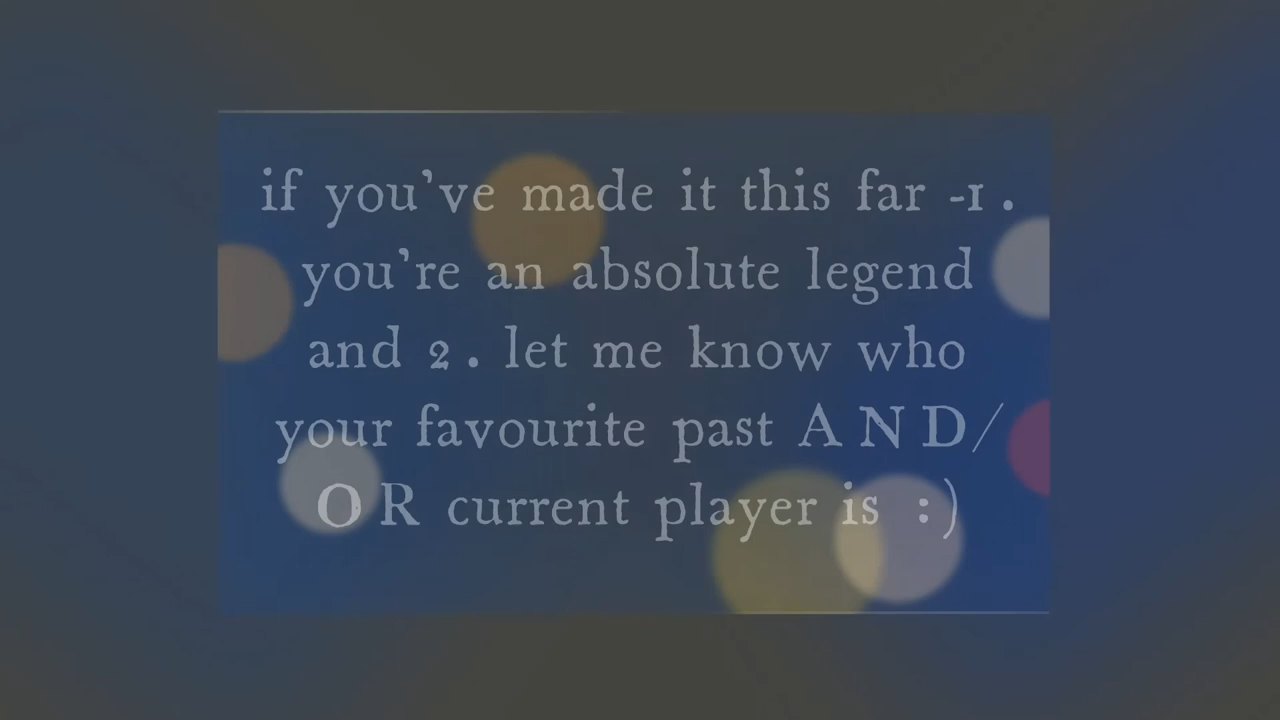 if you've made it this far -1.
you're an absolute legend
and 2. let me know who
your favourite past AND/
OR current player is :)